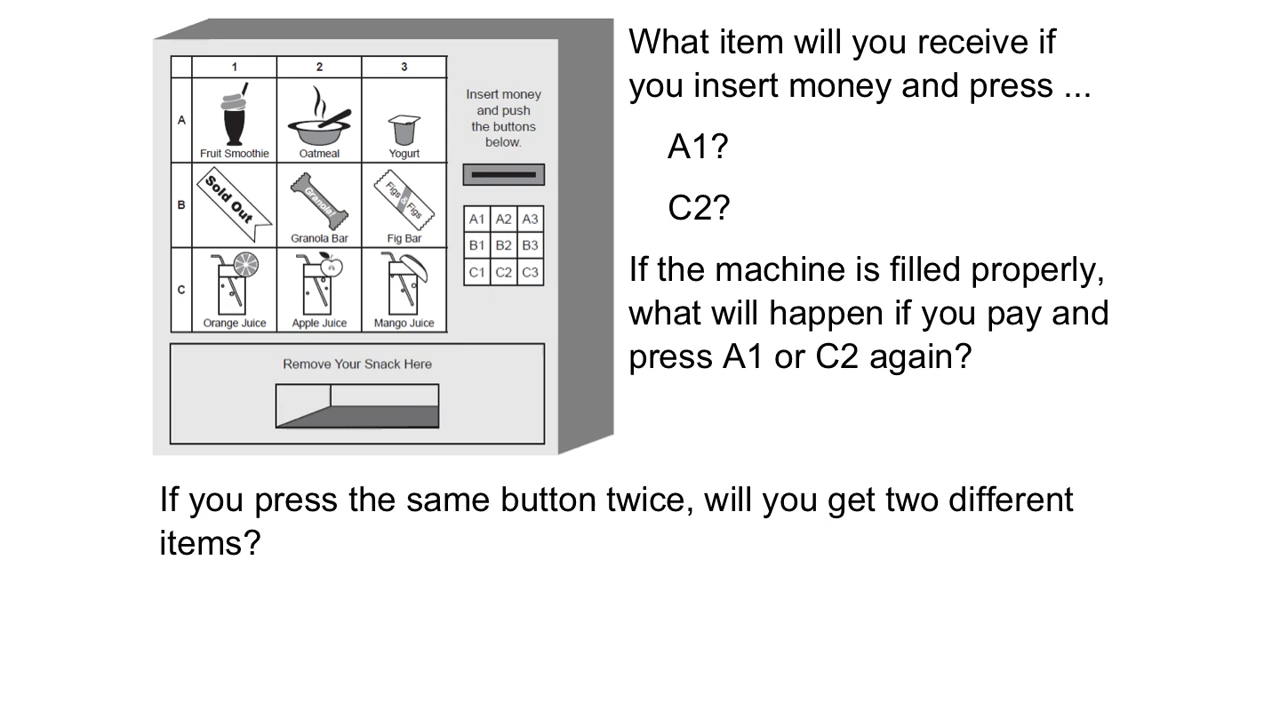 What item will you receive if
you insert money and press ...
A1?
C2?
If the machine is filled properly,
what will happen if you pay and
press A1 or C2 again?
1 2 3
A
Fruit Smoothie Oatmeal Yogurt
B
Sold Out
Granola!
Figs & Figs
Granola Bar Fig Bar
C
Orange Juice Apple Juice Mango Juice
Insert money
and push
the buttons
below.
A1 A2 A3
B1 B2 B3
C1 C2 C3
Remove Your Snack Here
If you press the same button twice, will you get two different
items?